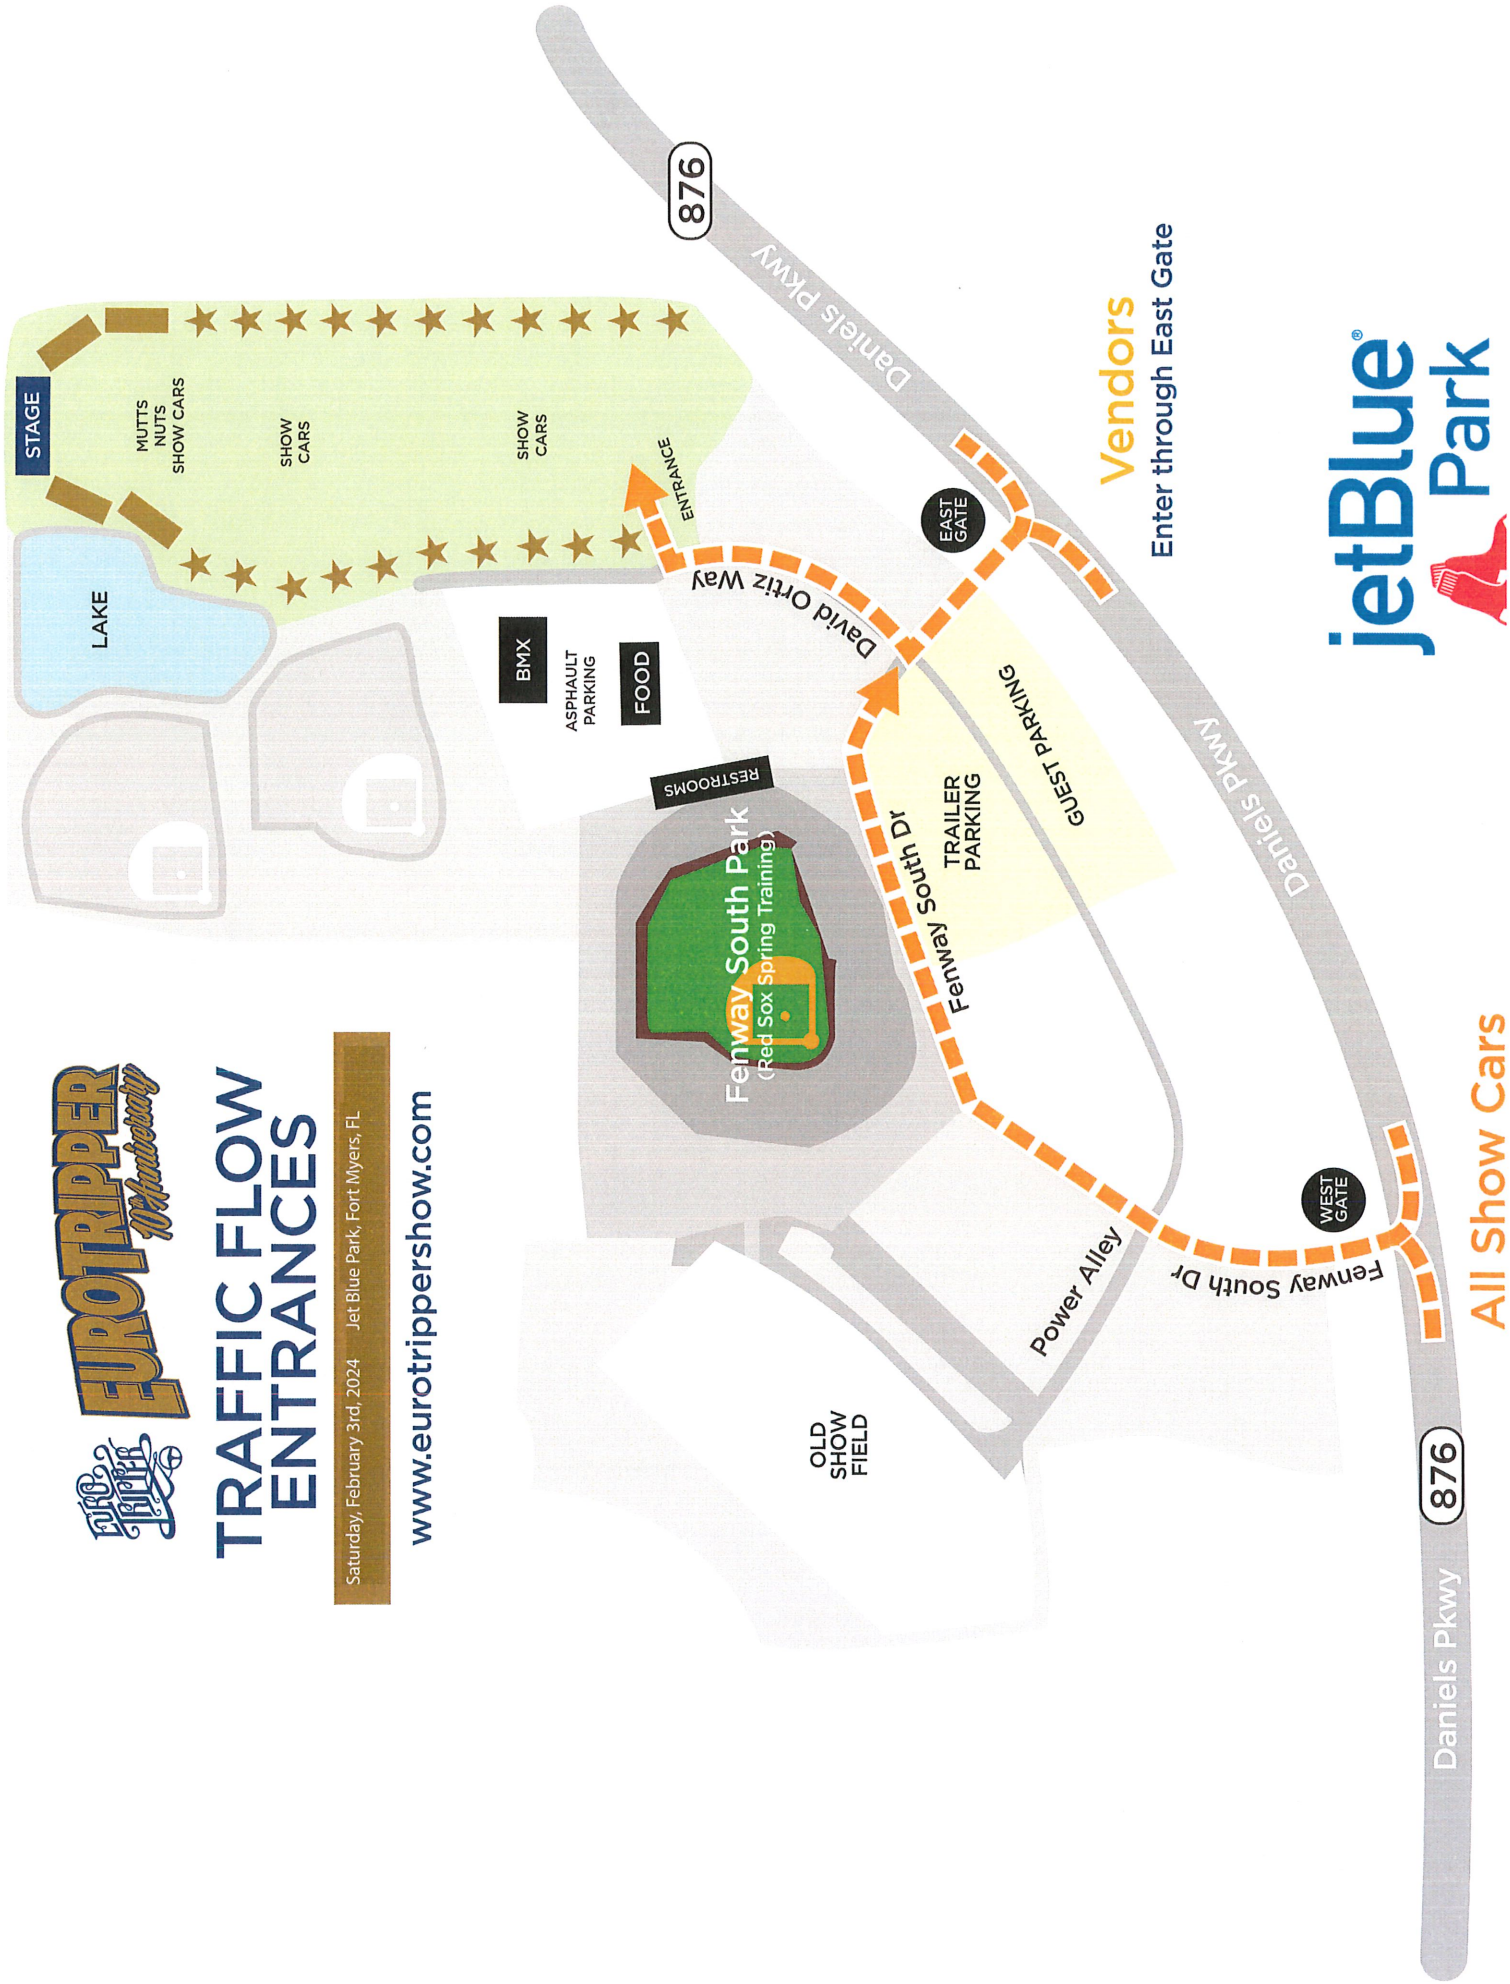 EURO
TRIPPER
EUROTRIPPER
10th Anniversary
TRAFFIC FLOW
ENTRANCES
Saturday, February 3rd, 2024 Jet Blue Park, Fort Myers, FL
www.eurotrippershow.com
LAKE
STAGE
MUTTS
NUTS
SHOW CARS
SHOW
CARS
SHOW
CARS
ENTRANCE
BMX
ASPHAULT
PARKING
FOOD
RESTROOMS
Fenway South Park
(Red Sox Spring Training)
David Ortiz Way
EAST
GATE
876
Daniels Pkwy
Vendors
Enter through East Gate
OLD
SHOW
FIELD
Fenway South Dr
TRAILER
PARKING
GUEST PARKING
Power Alley
Fenway South Dr
WEST
GATE
Daniels Pkwy
876
Daniels Pkwy
All Show Cars
jetBlue®
Park